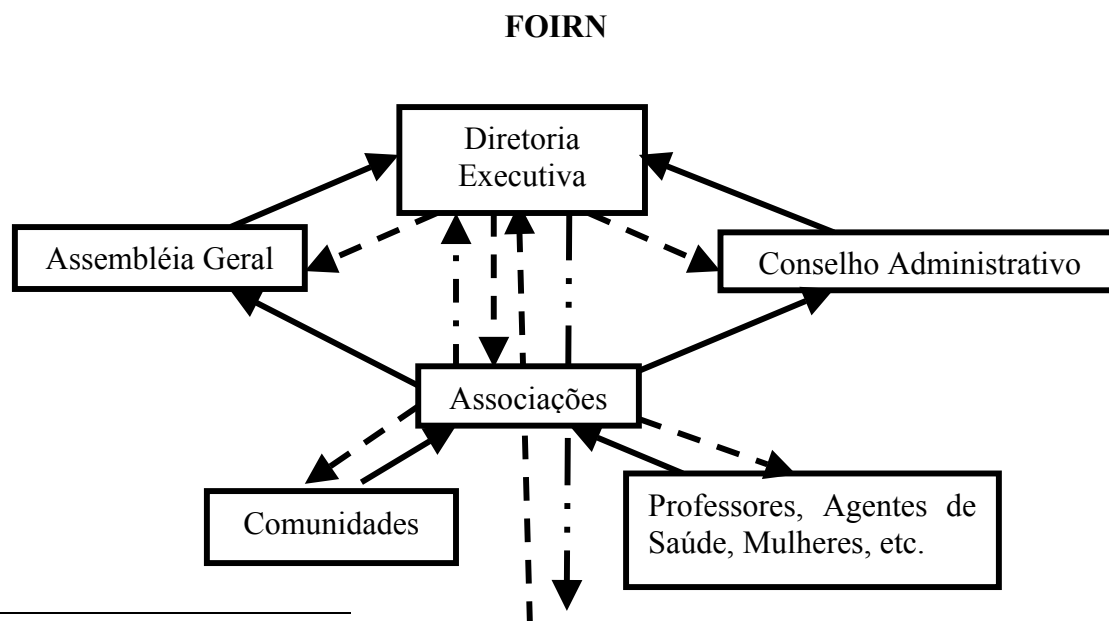 FOIRN
Diretoria
Executiva
Assembléia Geral
Conselho Administrativo
Associações
Comunidades
Professores, Agentes de
Saúde, Mulheres, etc.